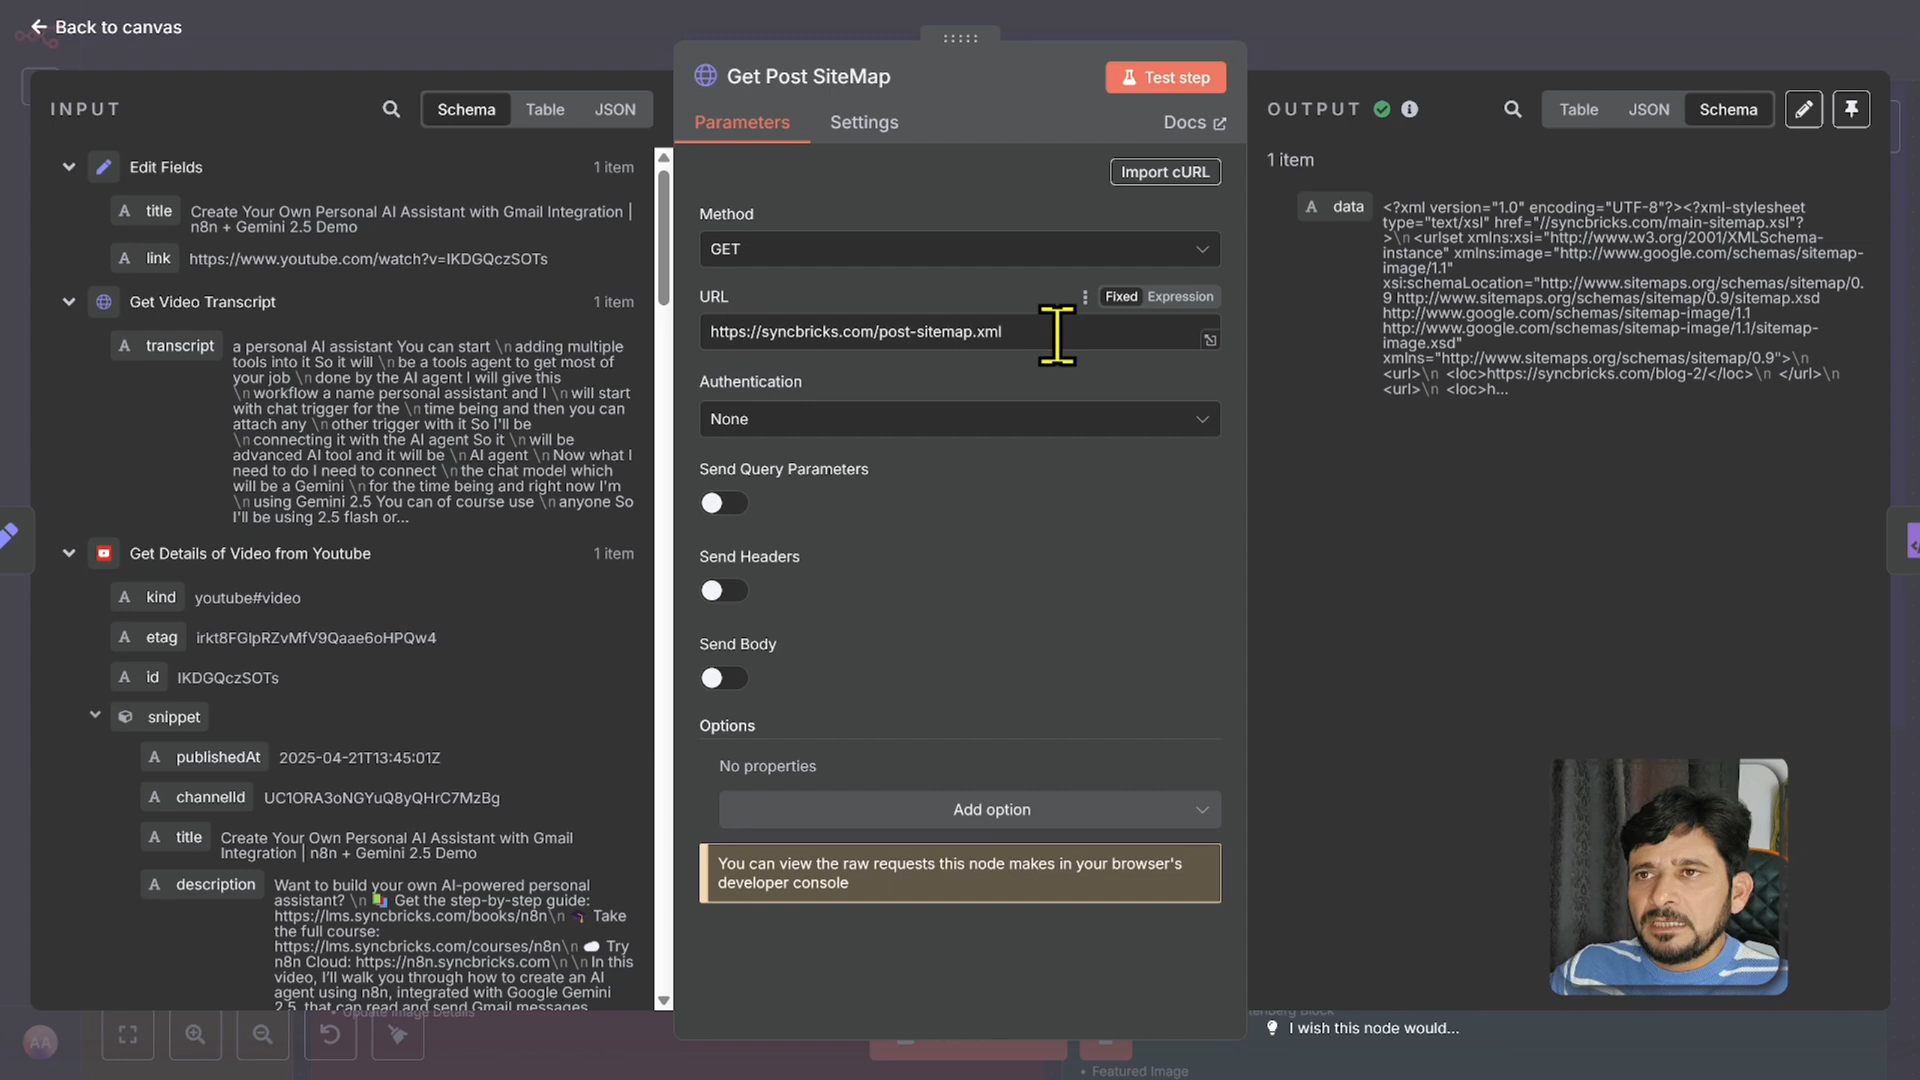 Back to canvas
INPUT
Schema
Table
JSON
Edit Fields
1 item
A title
Create Your Own Personal AI Assistant with Gmail Integration |
n8n + Gemini 2.5 Demo
A link
https://www.youtube.com/watch?v=IKDGQczSOTs
Get Video Transcript
1 item
A transcript
a personal AI assistant You can start \n adding multiple
tools into it So it will \n be a tools agent to get most of
your job \n done by the AI agent I will give this
\n workflow a name personal assistant and I \n will start
with chat trigger for the \n time being and then you can
attach any \n other trigger with it So I'll be
\n connecting it with the AI agent So it \n will be
advanced AI tool and it will be \n AI agent \n Now what I
need to do I need to connect \n the chat model which
will be a Gemini \n for the time being and right now I'm
\n using Gemini 2.5 You can of course use \n anyone So
I'll be using 2.5 flash or...
Get Details of Video from Youtube
1 item
A kind
youtube#video
A etag
irkt8FGlpRZvMfV9Qaae6oHPQw4
A id
IKDGQczSOTs
snippet
A publishedAt
2025-04-21T13:45:01Z
A channelId
UC1ORA3oNGYuQ8yQHrC7MzBg
A title
Create Your Own Personal AI Assistant with Gmail
Integration | n8n + Gemini 2.5 Demo
A description
Want to build your own AI-powered personal
assistant? \n Get the step-by-step guide:
https://lms.syncbricks.com/books/n8n\n Take
the full course:
https://lms.syncbricks.com/courses/n8n\n Try
n8n Cloud: https://n8n.syncbricks.com\n \n In this
video, I'll walk you through how to create an AI
agent using n8n, integrated with Google Gemini
2.5, that can read and send Gmail messages
Get Post SiteMap
Test step
Parameters
Settings
Docs
Import cURL
Method
GET
URL
Fixed
Expression
https://syncbricks.com/post-sitemap.xml
Authentication
None
Send Query Parameters
Send Headers
Send Body
Options
No properties
Add option
You can view the raw requests this node makes in your browser's
developer console
OUTPUT
Table
JSON
Schema
1 item
A data
<?xml version="1.0" encoding="UTF-8"?><?xml-stylesheet
type="text/xsl" href="//syncbricks.com/main-sitemap.xsl"?
>\n <urlset xmlns:xsi="http://www.w3.org/2001/XMLSchema-
instance" xmlns:image="http://www.google.com/schemas/sitemap-
image/1.1"
xsi:schemaLocation="http://www.sitemaps.org/schemas/sitemap/0.
9 http://www.sitemaps.org/schemas/sitemap/0.9/sitemap.xsd
http://www.google.com/schemas/sitemap-image/1.1
http://www.google.com/schemas/sitemap-image/1.1/sitemap-
image.xsd"
xmlns="http://www.sitemaps.org/schemas/sitemap/0.9">\n
<url>\n <loc>https://syncbricks.com/blog-2/</loc>\n </url>\n
<url>\n <loc>h...
I wish this node would...
AA
Update Image Details
Block
Featured Image